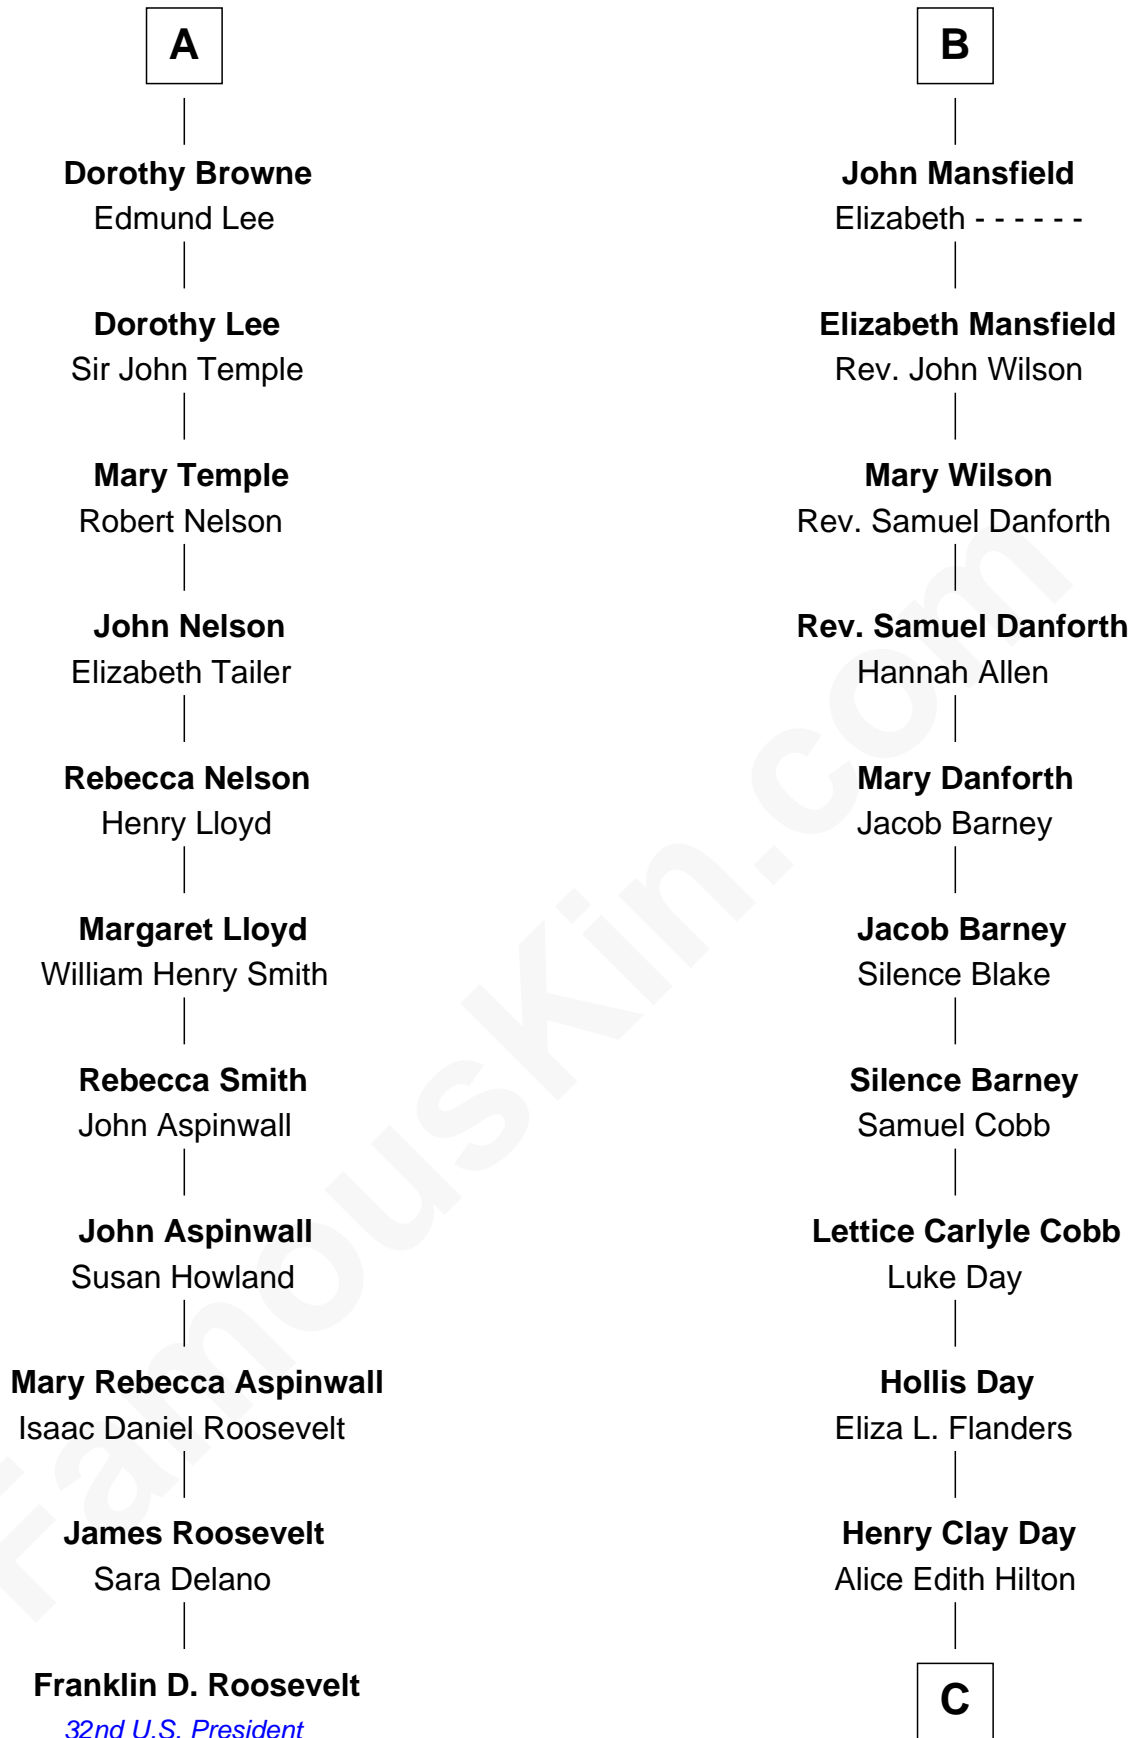 A
Dorothy Browne
Edmund Lee
Dorothy Lee
Sir John Temple
Mary Temple
Robert Nelson
John Nelson
Elizabeth Tailer
Rebecca Nelson
Henry Lloyd
Margaret Lloyd
William Henry Smith
Rebecca Smith
John Aspinwall
John Aspinwall
Susan Howland
Mary Rebecca Aspinwall
Isaac Daniel Roosevelt
James Roosevelt
Sara Delano
Franklin D. Roosevelt
32nd U.S. President
B
John Mansfield
Elizabeth - - - - - -
Elizabeth Mansfield
Rev. John Wilson
Mary Wilson
Rev. Samuel Danforth
Rev. Samuel Danforth
Hannah Allen
Mary Danforth
Jacob Barney
Jacob Barney
Silence Blake
Silence Barney
Samuel Cobb
Lettice Carlyle Cobb
Luke Day
Hollis Day
Eliza L. Flanders
Henry Clay Day
Alice Edith Hilton
C
FamousKin.com